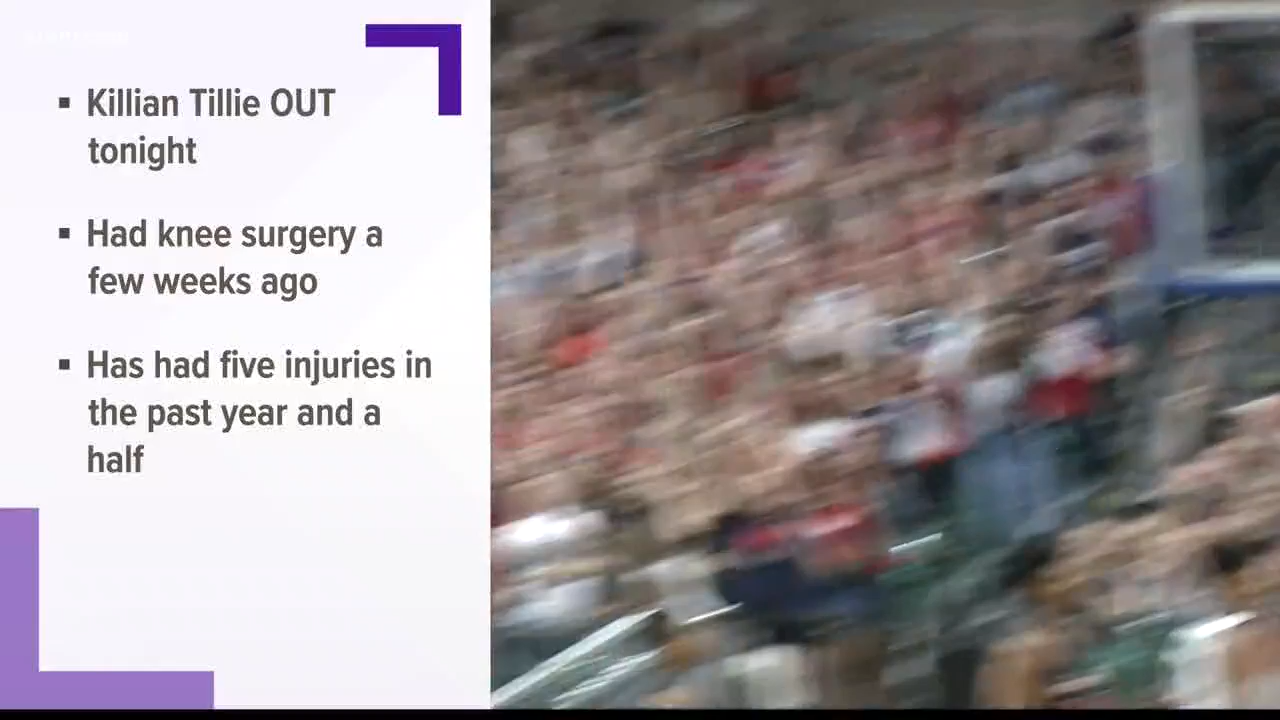 ▪ Killian Tillie OUT
tonight
▪ Had knee surgery a
few weeks ago
▪ Has had five injuries in
the past year and a
half